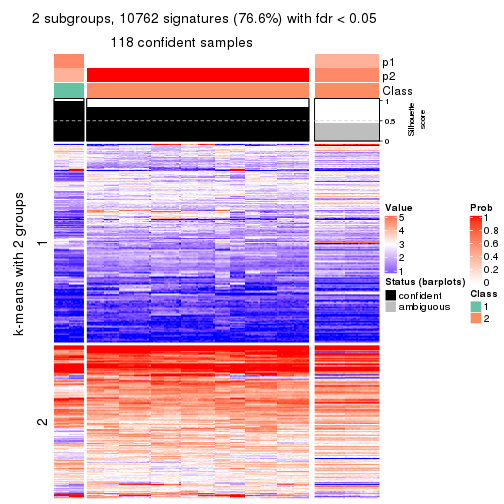 2 subgroups, 10762 signatures (76.6%) with fdr < 0.05
118 confident samples
p1
p2
Class
1
0.5
0
Silhouette
score
k-means with 2 groups
1
2
Value
5
4
3
2
1
Status (barplots)
confident
ambiguous
Prob
1
0.8
0.6
0.4
0.2
0
Class
1
2